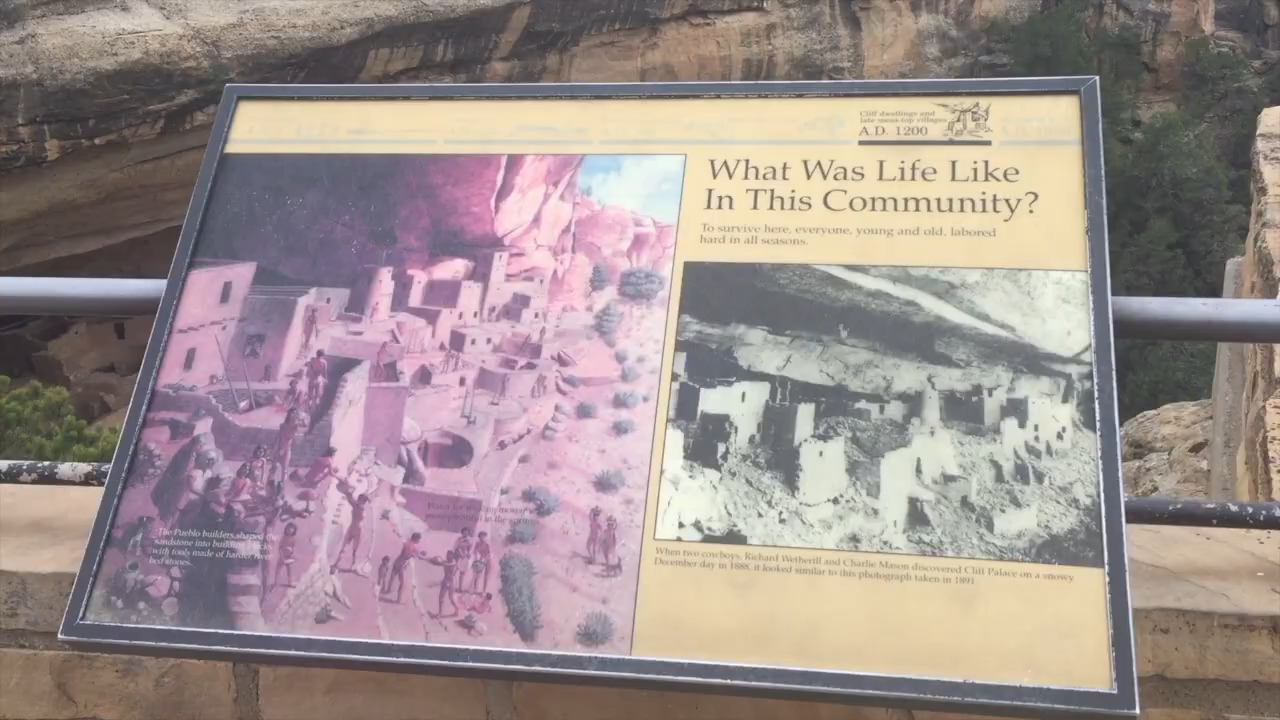 Cliff dwellings and
late mesa-top villages
A.D. 1200
What Was Life Like
In This Community?
To survive here, everyone, young and old, labored
hard in all seasons.
The Pueblo builders shaped the
sandstone into building blocks
with tools made of harder river
bed stones.
When two cowboys, Richard Wetherill and Charlie Mason discovered Cliff Palace on a snowy
December day in 1888, it looked similar to this photograph taken in 1891